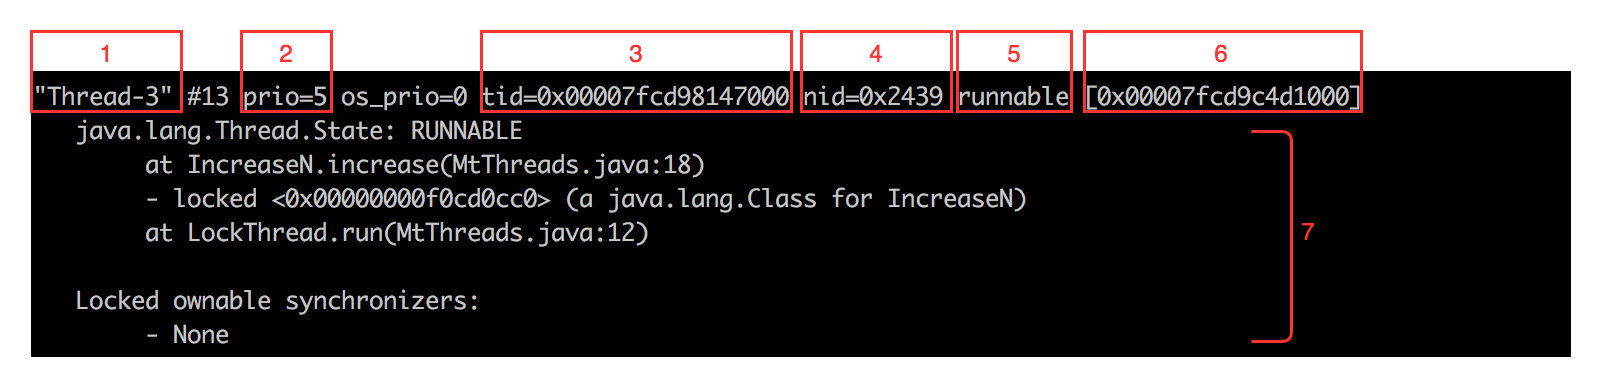 1 2 3 4 5 6
"Thread-3" #13 prio=5 os_prio=0 tid=0x00007fcd98147000 nid=0x2439 runnable [0x00007fcd9c4d1000]
java.lang.Thread.State: RUNNABLE
at IncreaseN.increase(MtThreads.java:18)
- locked <0x00000000f0cd0cc0> (a java.lang.Class for IncreaseN)
at LockThread.run(MtThreads.java:12)
7
Locked ownable synchronizers:
- None